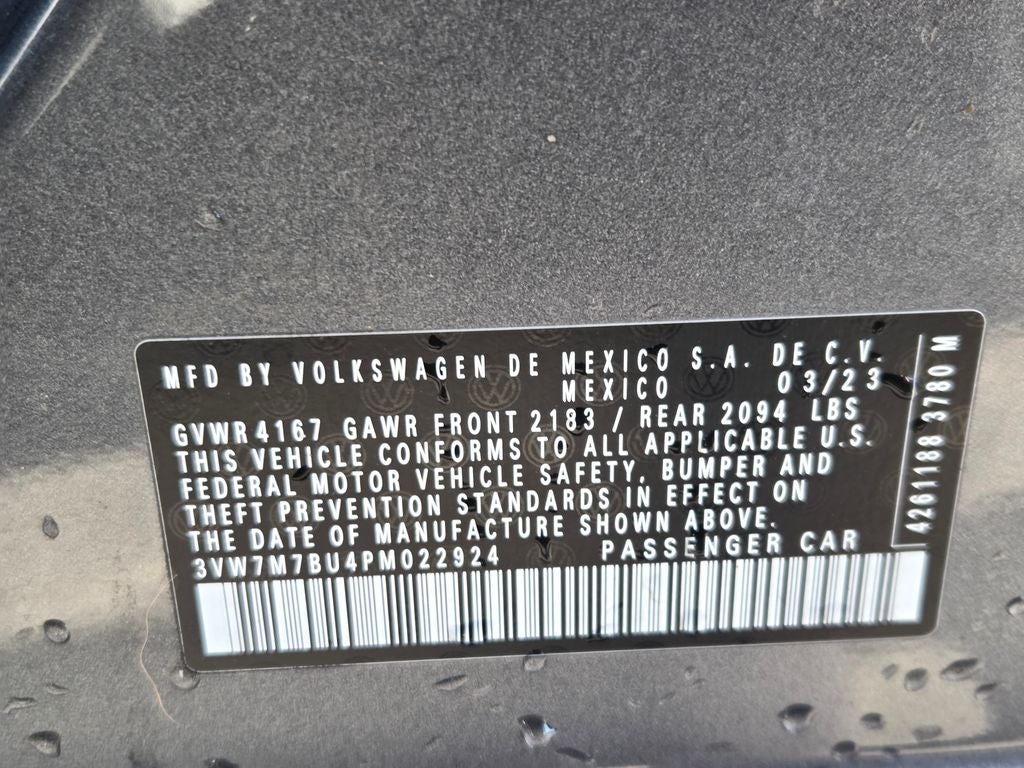 MFD BY VOLKSWAGEN DE MEXICO S.A. DE C.V.
MEXICO 03/23
GVWR 4167 GAWR FRONT 2183 / REAR 2094 LBS
THIS VEHICLE CONFORMS TO ALL APPLICABLE U.S.
FEDERAL MOTOR VEHICLE SAFETY, BUMPER AND
THEFT PREVENTION STANDARDS IN EFFECT ON
THE DATE OF MANUFACTURE SHOWN ABOVE.
3VW7M7BU4PM022924 PASSENGER CAR
4261188 3780 M